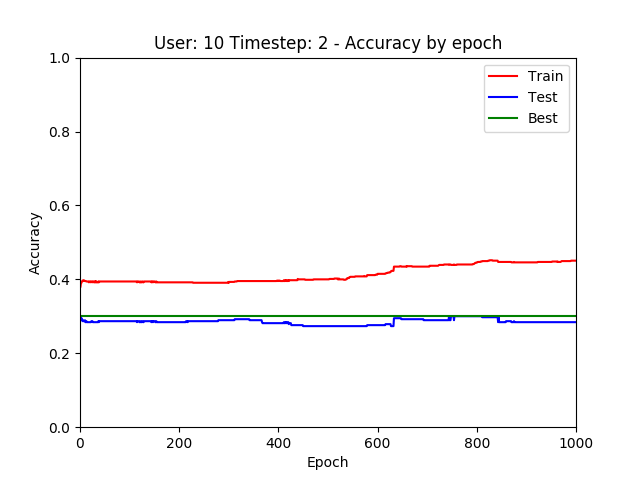 User: 10 Timestep: 2 - Accuracy by epoch
1.0
0.8
0.6
0.4
0.2
0.0
Accuracy
Train
Test
Best
0 200 400 600 800 1000
Epoch